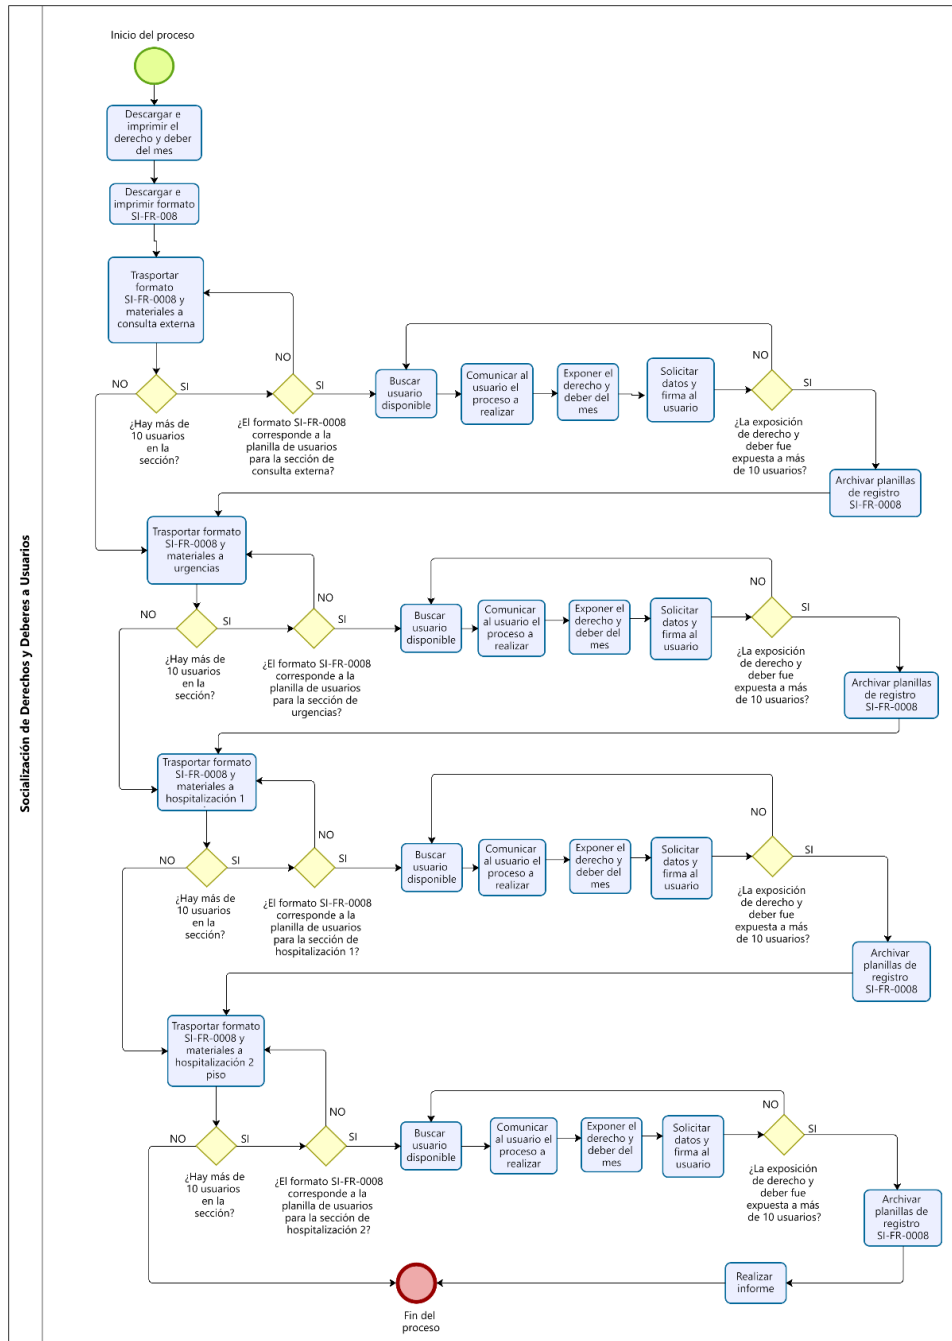 Socialización de Derechos y Deberes a Usuarios
Inicio del proceso
Descargar e
imprimir el
derecho y deber
del mes
Descargar e
imprimir formato
SI-FR-008
Trasportar
formato
SI-FR-0008 y
materiales a
consulta externa
NO
SI
¿Hay más de
10 usuarios
en la
sección?
NO
SI
¿El formato SI-FR-0008
corresponde a la
planilla de usuarios
para la sección de
consulta externa?
Buscar
usuario
disponible
Comunicar al
usuario el
proceso a
realizar
Exponer el
derecho y
deber del
mes
Solicitar
datos y
firma al
usuario
NO
SI
¿La exposición
de derecho y
deber fue
expuesta a más
de 10 usuarios?
Archivar planillas
de registro
SI-FR-0008
Trasportar formato
SI-FR-0008 y
materiales a
urgencias
NO
SI
¿Hay más de
10 usuarios
en la
sección?
NO
SI
¿El formato SI-FR-0008
corresponde a la
planilla de usuarios
para la sección de
urgencias?
Buscar
usuario
disponible
Comunicar
al usuario el
proceso a
realizar
Exponer el
derecho y
deber del
mes
Solicitar
datos y
firma al
usuario
NO
SI
¿La exposición
de derecho y
deber fue
expuesta a más
de 10 usuarios?
Archivar planillas
de registro
SI-FR-0008
Trasportar formato
SI-FR-0008 y
materiales a
hospitalización 1
NO
SI
¿Hay más de
10 usuarios
en la
sección?
NO
SI
¿El formato SI-FR-0008
corresponde a la
planilla de usuarios
para la sección de
hospitalización 1?
Buscar
usuario
disponible
Comunicar
al usuario el
proceso a
realizar
Exponer el
derecho y
deber del
mes
Solicitar
datos y
firma al
usuario
NO
SI
¿La exposición
de derecho y
deber fue
expuesta a más
de 10 usuarios?
Archivar
planillas de
registro
SI-FR-0008
Trasportar formato
SI-FR-0008 y
materiales a
hospitalización 2
piso
NO
SI
¿Hay más de
10 usuarios
en la
sección?
NO
SI
¿El formato SI-FR-0008
corresponde a la
planilla de usuarios
para la sección de
hospitalización 2?
Buscar
usuario
disponible
Comunicar
al usuario el
proceso a
realizar
Exponer el
derecho y
deber del
mes
Solicitar
datos y
firma al
usuario
NO
SI
¿La exposición
de derecho y
deber fue
expuesta a más
de 10 usuarios?
Archivar
planillas de
registro
SI-FR-0008
Realizar
informe
Fin del
proceso